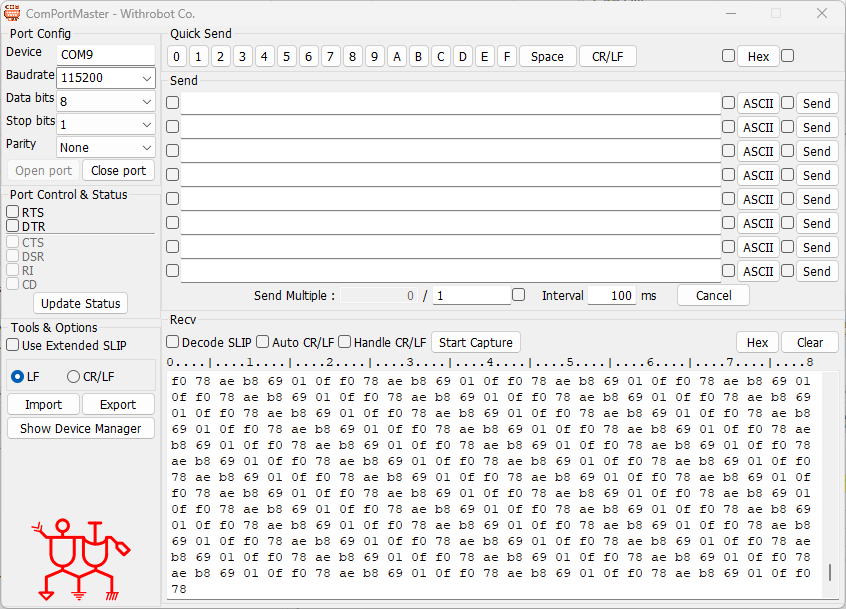 ComPortMaster - Withrobot Co.
Port Config
Device COM9
Baudrate 115200
Data bits 8
Stop bits 1
Parity None
Open port Close port
Port Control & Status
RTS
DTR
CTS
DSR
RI
CD
Update Status
Tools & Options
Use Extended SLIP
LF CR/LF
Import Export
Show Device Manager
Quick Send
0 1 2 3 4 5 6 7 8 9 A B C D E F Space CR/LF Hex
Send
ASCII Send
ASCII Send
ASCII Send
ASCII Send
ASCII Send
ASCII Send
ASCII Send
ASCII Send
Send Multiple : 0 / 1 Interval 100 ms Cancel
Recv
Decode SLIP Auto CR/LF Handle CR/LF Start Capture Hex Clear
0....|....1....|....2....|....3....|....4....|....5....|....6....|....7....|....8
f0 78 ae b8 69 01 0f f0 78 ae b8 69 01 0f f0 78 ae b8 69 01 0f f0 78 ae b8 69 01
0f f0 78 ae b8 69 01 0f f0 78 ae b8 69 01 0f f0 78 ae b8 69 01 0f f0 78 ae b8 69
01 0f f0 78 ae b8 69 01 0f f0 78 ae b8 69 01 0f f0 78 ae b8 69 01 0f f0 78 ae b8
69 01 0f f0 78 ae b8 69 01 0f f0 78 ae b8 69 01 0f f0 78 ae b8 69 01 0f f0 78 ae
b8 69 01 0f f0 78 ae b8 69 01 0f f0 78 ae b8 69 01 0f f0 78 ae b8 69 01 0f f0 78
ae b8 69 01 0f f0 78 ae b8 69 01 0f f0 78 ae b8 69 01 0f f0 78 ae b8 69 01 0f f0
78 ae b8 69 01 0f f0 78 ae b8 69 01 0f f0 78 ae b8 69 01 0f f0 78 ae b8 69 01 0f
f0 78 ae b8 69 01 0f f0 78 ae b8 69 01 0f f0 78 ae b8 69 01 0f f0 78 ae b8 69 01
0f f0 78 ae b8 69 01 0f f0 78 ae b8 69 01 0f f0 78 ae b8 69 01 0f f0 78 ae b8 69
01 0f f0 78 ae b8 69 01 0f f0 78 ae b8 69 01 0f f0 78 ae b8 69 01 0f f0 78 ae b8
69 01 0f f0 78 ae b8 69 01 0f f0 78 ae b8 69 01 0f f0 78 ae b8 69 01 0f f0 78 ae
b8 69 01 0f f0 78 ae b8 69 01 0f f0 78 ae b8 69 01 0f f0 78 ae b8 69 01 0f f0 78
ae b8 69 01 0f f0 78 ae b8 69 01 0f f0 78 ae b8 69 01 0f f0 78 ae b8 69 01 0f f0
78